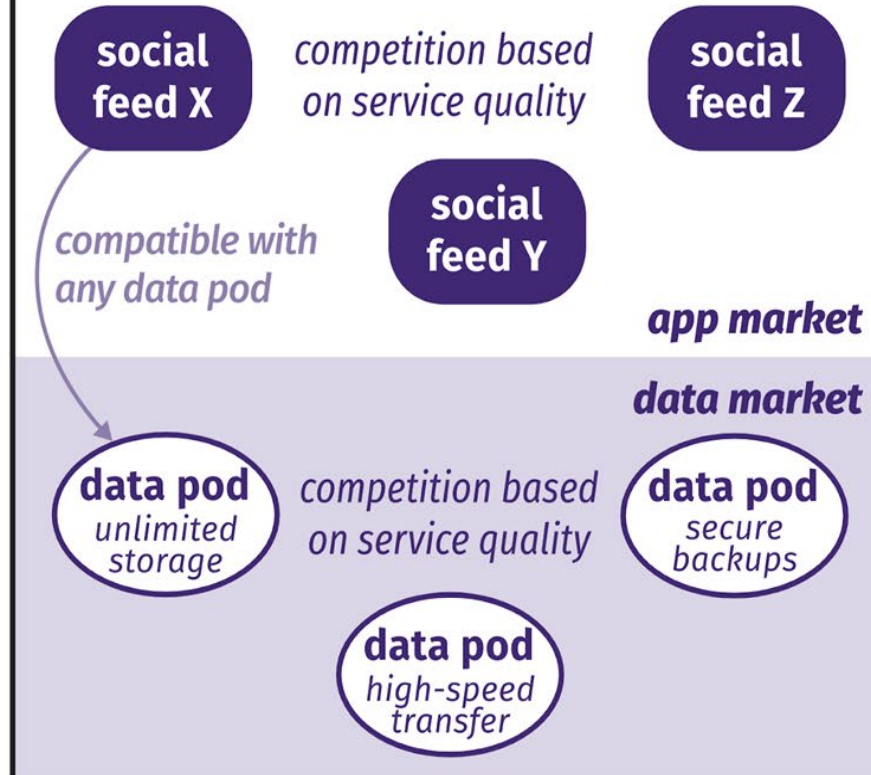 social
feed X
competition based
on service quality
social
feed Z
social
feed Y
compatible with
any data pod
app market
data market
data pod
unlimited
storage
competition based
on service quality
data pod
secure
backups
data pod
high-speed
transfer